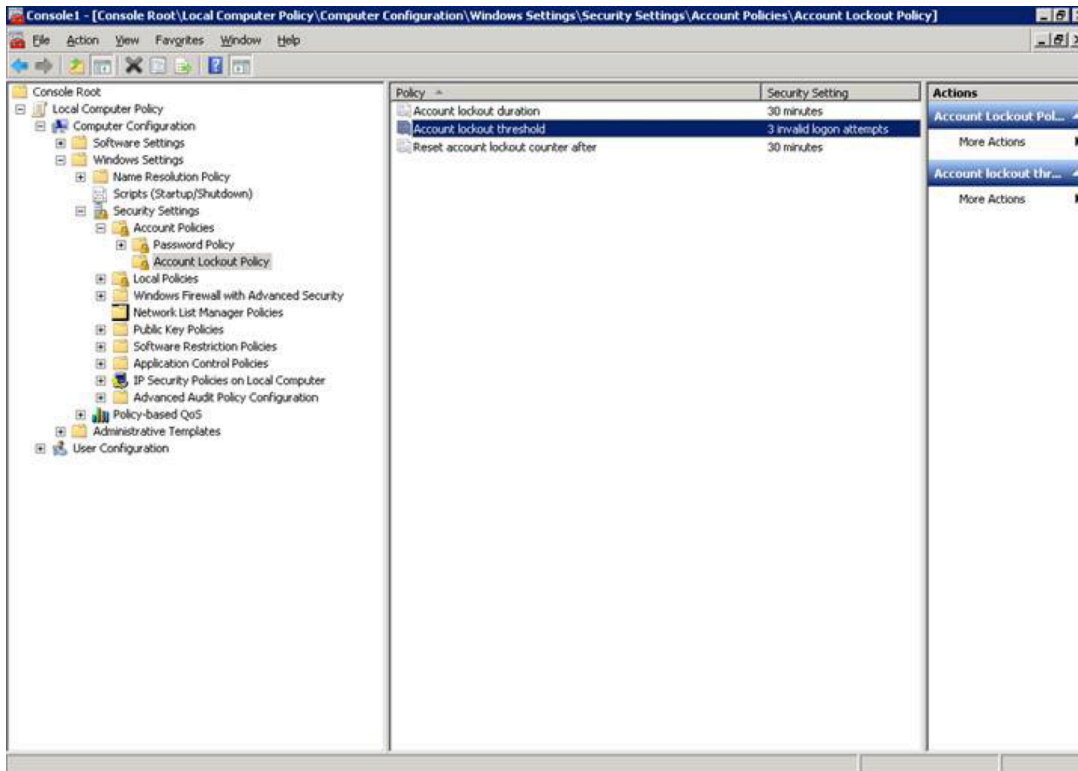 Console1 - [Console Root\Local Computer Policy\Computer Configuration\Windows Settings\Security Settings\Account Policies\Account Lockout Policy]
File Action View Favorites Window Help
Console Root
Local Computer Policy
Computer Configuration
Software Settings
Windows Settings
Name Resolution Policy
Scripts (Startup/Shutdown)
Security Settings
Account Policies
Password Policy
Account Lockout Policy
Local Policies
Windows Firewall with Advanced Security
Network List Manager Policies
Public Key Policies
Software Restriction Policies
Application Control Policies
IP Security Policies on Local Computer
Advanced Audit Policy Configuration
Policy-based QoS
Administrative Templates
User Configuration
Policy Security Setting
Account lockout duration 30 minutes
Account lockout threshold 3 invalid logon attempts
Reset account lockout counter after 30 minutes
Actions
Account Lockout Pol...
More Actions
Account lockout thr...
More Actions